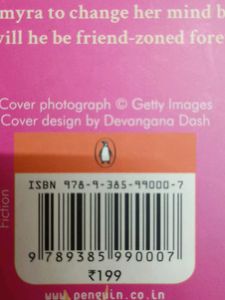 myra to change her mind b
will he be friend-zoned fore
Cover photograph © Getty Images
Cover design by Devangana Dash
ISBN 978-9-385-99000-7
9 789385 990007
₹199
Fiction
www.penguin.co.in